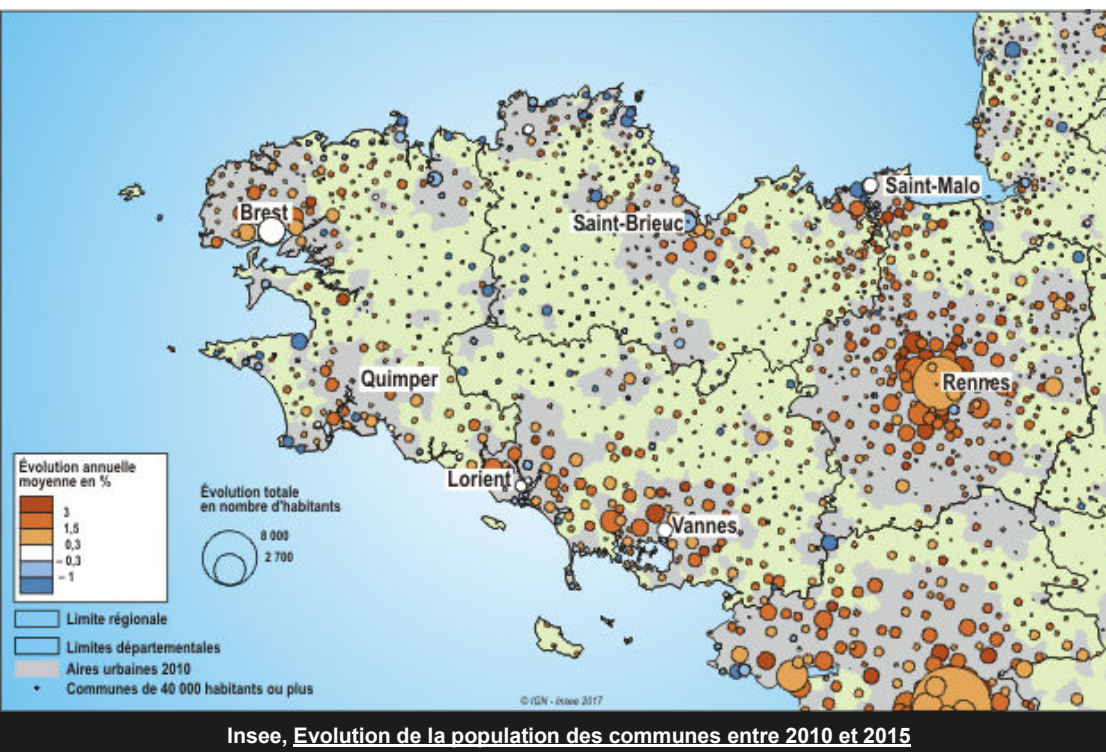 Saint-Malo
Brest
Saint-Brieuc
Quimper
Rennes
Lorient
Vannes
Évolution annuelle
moyenne en %
3
1,5
0,3
– 0,3
– 1
Évolution totale
en nombre d'habitants
8 000
2 700
Limite régionale
Limites départementales
Aires urbaines 2010
Communes de 40 000 habitants ou plus
© IGN - Insee 2017
Insee, Evolution de la population des communes entre 2010 et 2015